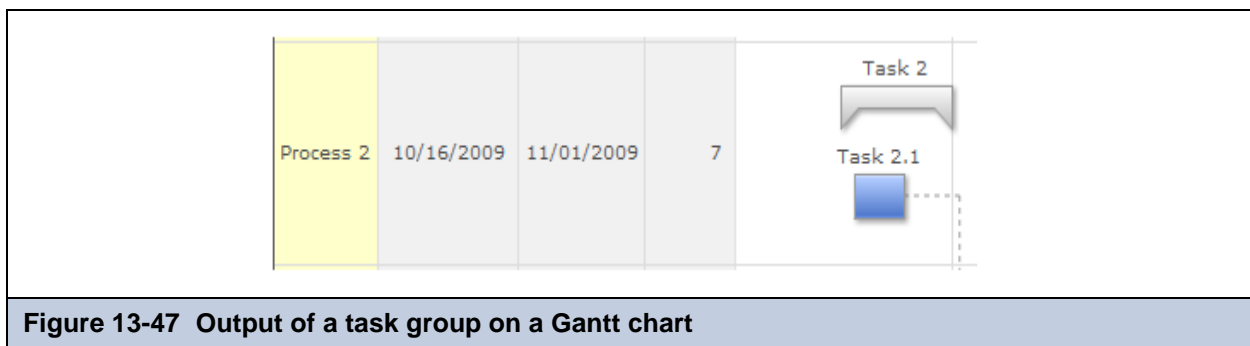 Task 2
Process 2 10/16/2009 11/01/2009 7
Task 2.1
Figure 13-47 Output of a task group on a Gantt chart